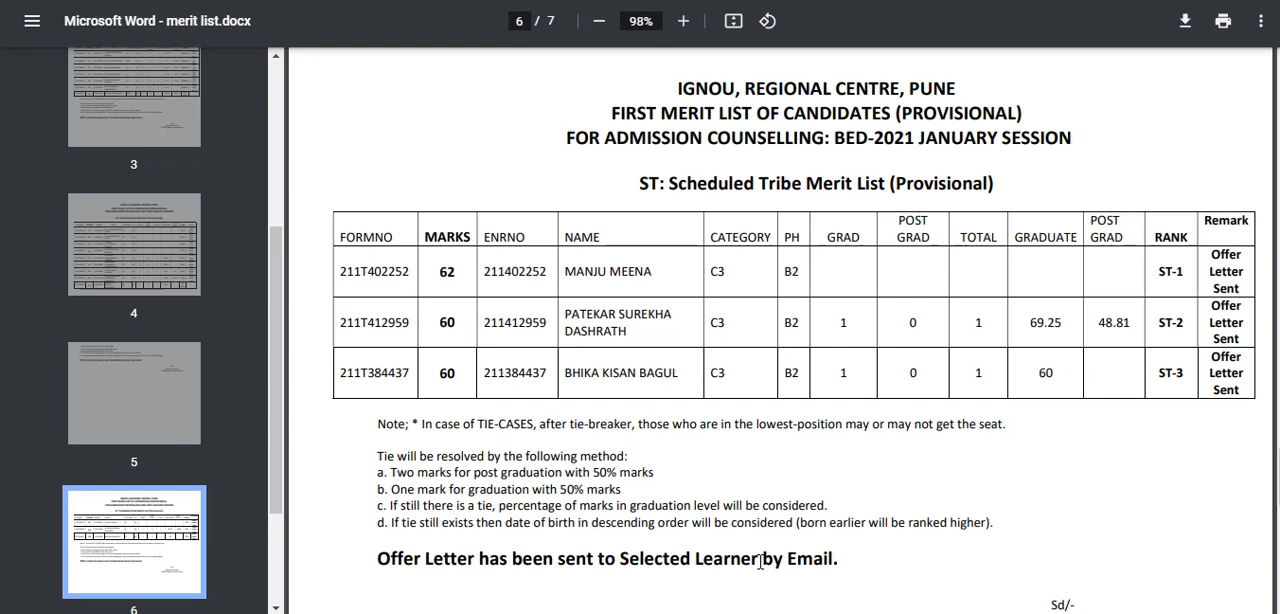 Microsoft Word - merit list.docx
6 / 7
98%
3
4
5
6
IGNOU, REGIONAL CENTRE, PUNE
FIRST MERIT LIST OF CANDIDATES (PROVISIONAL)
FOR ADMISSION COUNSELLING: BED-2021 JANUARY SESSION
ST: Scheduled Tribe Merit List (Provisional)
FORMNO MARKS ENRNO NAME CATEGORY PH GRAD POST GRAD TOTAL GRADUATE POST GRAD RANK Remark
211T402252 62 211402252 MANJU MEENA C3 B2 ST-1 Offer Letter Sent
211T412959 60 211412959 PATEKAR SUREKHA DASHRATH C3 B2 1 0 1 69.25 48.81 ST-2 Offer Letter Sent
211T384437 60 211384437 BHIKA KISAN BAGUL C3 B2 1 0 1 60 ST-3 Offer Letter Sent
Note; * In case of TIE-CASES, after tie-breaker, those who are in the lowest-position may or may not get the seat.
Tie will be resolved by the following method:
a. Two marks for post graduation with 50% marks
b. One mark for graduation with 50% marks
c. If still there is a tie, percentage of marks in graduation level will be considered.
d. If tie still exists then date of birth in descending order will be considered (born earlier will be ranked higher).
Offer Letter has been sent to Selected Learner by Email.
Sd/-